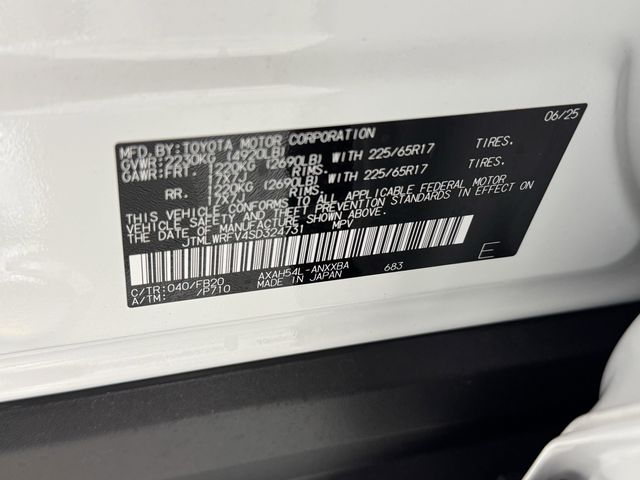 MFD.BY:TOYOTA MOTOR CORPORATION 06/25
GVWR:2230KG (4920LB)
GAWR:FRT. 1220KG (2690LB) WITH 225/65R17 TIRES.
17X7J RIMS.
RR. 1220KG (2690LB) WITH 225/65R17 TIRES.
17X7J RIMS.
THIS VEHICLE CONFORMS TO ALL APPLICABLE FEDERAL MOTOR
VEHICLE SAFETY AND THEFT PREVENTION STANDARDS IN EFFECT ON
THE DATE OF MANUFACTURE SHOWN ABOVE.
JTMLWRFV4SD324731 MPV
C/TR:040/FB20 AXAH54L-ANXXBA 683 E
A/TM: /P710 MADE IN JAPAN